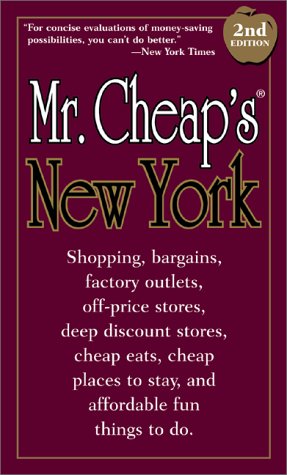 "For concise evaluations of money-saving
possibilities, you can't do better."
—New York Times
2nd
EDITION
Mr. Cheap's®
New York
Shopping, bargains,
factory outlets,
off-price stores,
deep discount stores,
cheap eats, cheap
places to stay, and
affordable fun
things to do.